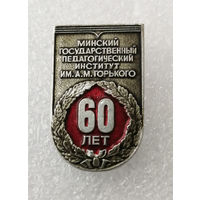 МИНСКИЙ
ГОСУДАРСТВЕННЫЙ
ПЕДАГОГИЧЕСКИЙ
ИНСТИТУТ
ИМ. А.М. ГОРЬКОГО
60
ЛЕТ